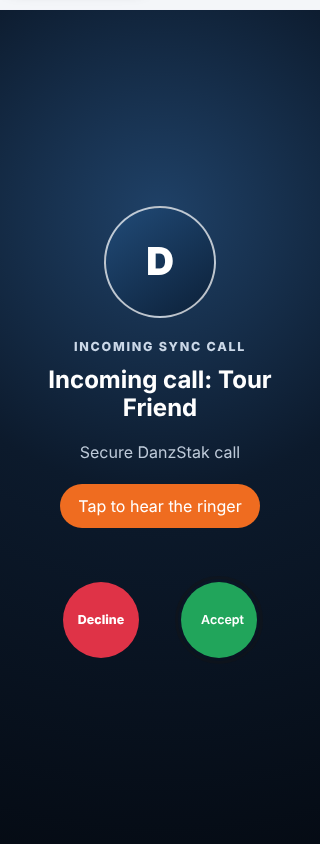 D
INCOMING SYNC CALL
Incoming call: Tour
Friend
Secure DanzStak call
Tap to hear the ringer
Decline
Accept